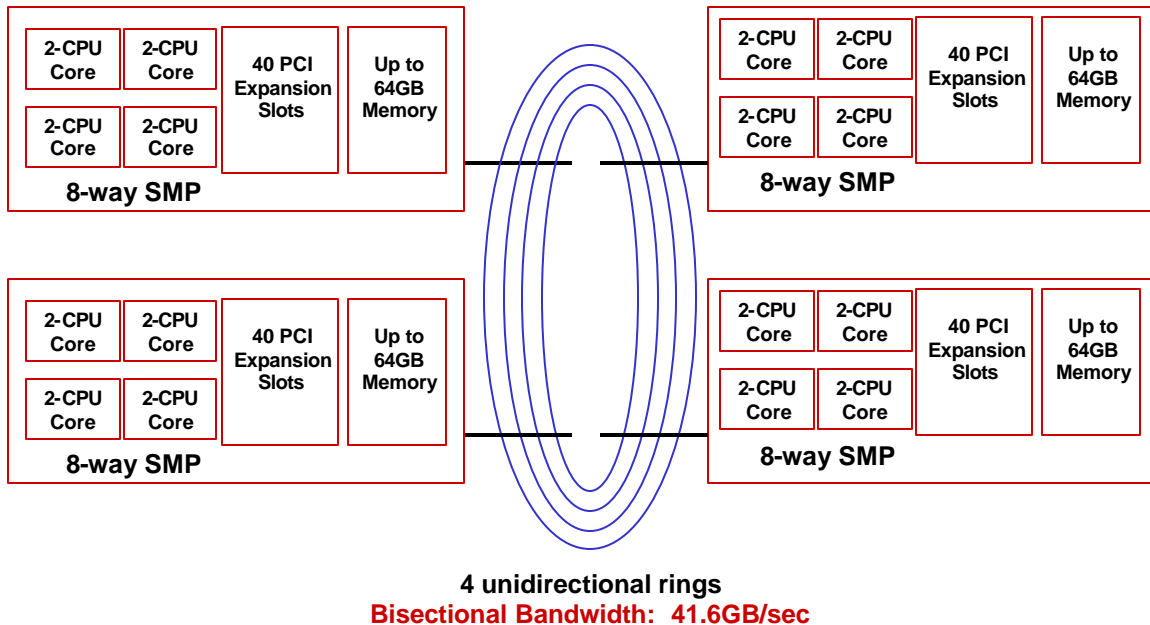 2-CPU
Core
2-CPU
Core
2-CPU
Core
2-CPU
Core
40 PCI
Expansion
Slots
Up to
64GB
Memory
8-way SMP
2-CPU
Core
2-CPU
Core
2-CPU
Core
2-CPU
Core
40 PCI
Expansion
Slots
Up to
64GB
Memory
8-way SMP
2-CPU
Core
2-CPU
Core
2-CPU
Core
2-CPU
Core
40 PCI
Expansion
Slots
Up to
64GB
Memory
8-way SMP
2-CPU
Core
2-CPU
Core
2-CPU
Core
2-CPU
Core
40 PCI
Expansion
Slots
Up to
64GB
Memory
8-way SMP
4 unidirectional rings
Bisectional Bandwidth: 41.6GB/sec